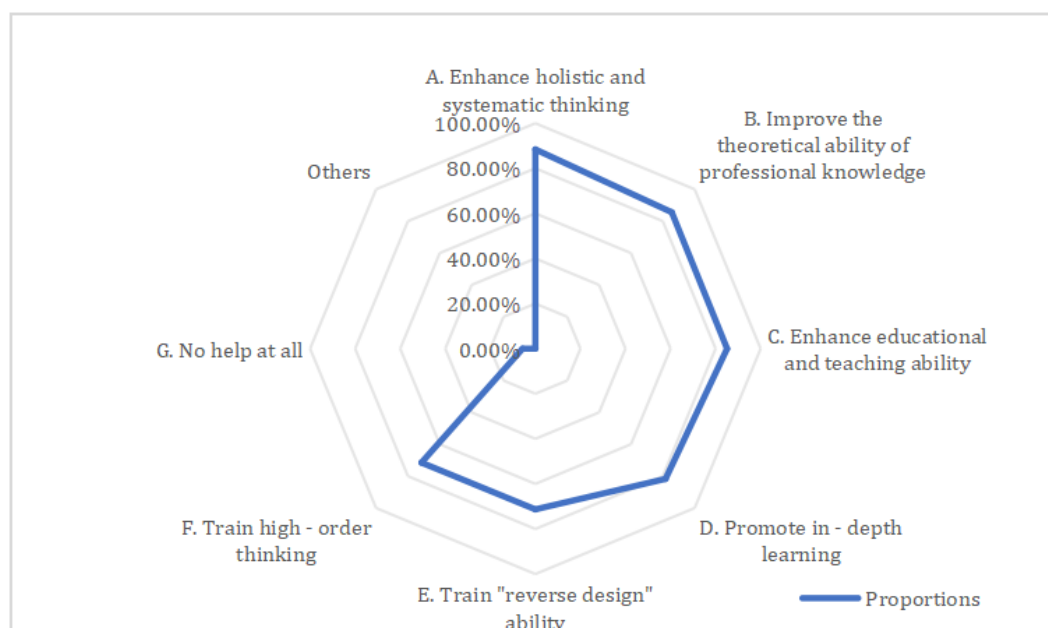 A. Enhance holistic and
systematic thinking
100.00%
80.00%
60.00%
40.00%
20.00%
0.00%
B. Improve the
theoretical ability of
professional knowledge
C. Enhance educational
and teaching ability
D. Promote in - depth
learning
E. Train "reverse design"
ability
F. Train high - order
thinking
G. No help at all
Others
Proportions